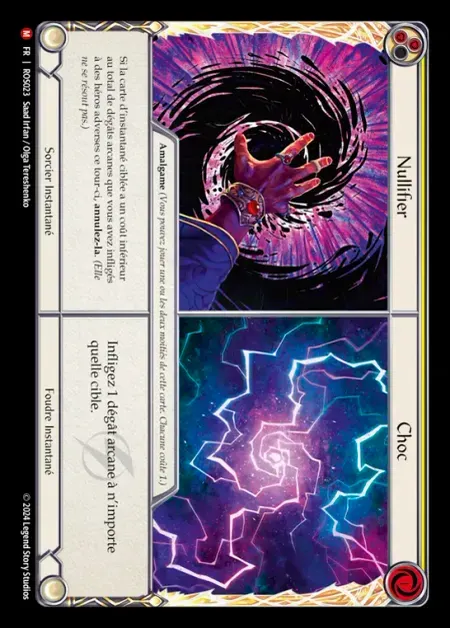 Nullifier
Choc
Amalgame (Vous pouvez jouer une ou les deux moitiés de cette carte. Chacune coûte 1.)
Si la carte d'instantané ciblée a un coût inférieur
au total de dégâts arcanes que vous avez infligés
à des héros adverses ce tour-ci, annulez-la. (Elle
ne se résout pas.)
Infligez 1 dégât arcane à n'importe
quelle cible.
Sorcier Instantané
Foudre Instantané
M FR | ROS023 Saad Irfan / Olga Tereshenko
© 2024 Legend Story Studios